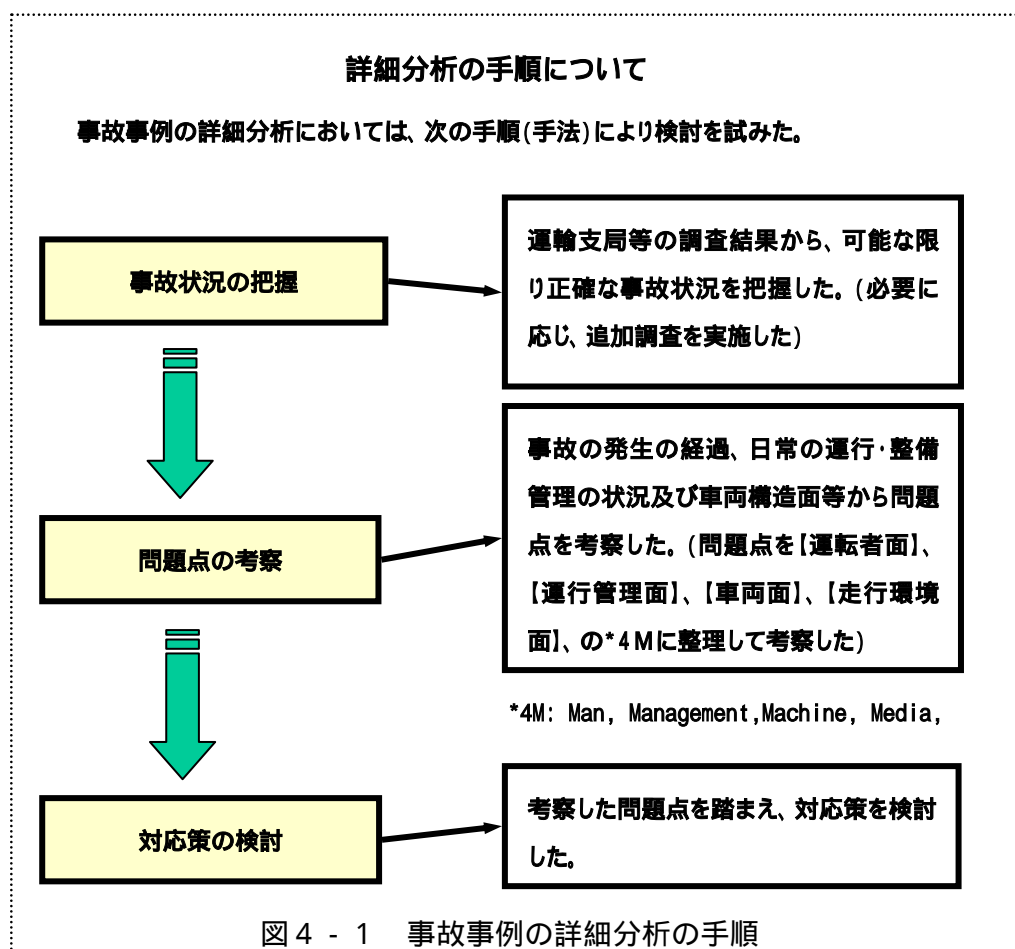 詳細分析の手順について
事故事例の詳細分析においては、次の手順(手法)により検討を試みた。
事故状況の把握
運輸支局等の調査結果から、可能な限
り正確な事故状況を把握した。(必要に
応じ、追加調査を実施した)
問題点の考察
事故の発生の経過、日常の運行・整備
管理の状況及び車両構造面等から問題
点を考察した。(問題点を【運転者面】、
【運行管理面】、【車両面】、【走行環境
面】、の*4Mに整理して考察した)
*4M: Man, Management,Machine, Media,
対応策の検討
考察した問題点を踏まえ、対応策を検討
した。
図4-1 事故事例の詳細分析の手順